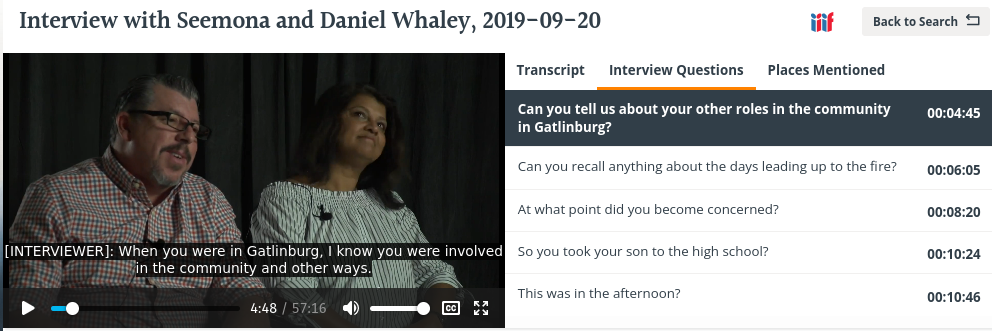 Interview with Seemona and Daniel Whaley, 2019-09-20
iiif
Back to Search
[INTERVIEWER]: When you were in Gatlinburg, I know you were involved
in the community and other ways.
4:48 / 57:16
CC
Transcript
Interview Questions
Places Mentioned
Can you tell us about your other roles in the community
in Gatlinburg?
00:04:45
Can you recall anything about the days leading up to the fire?
00:06:05
At what point did you become concerned?
00:08:20
So you took your son to the high school?
00:10:24
This was in the afternoon?
00:10:46